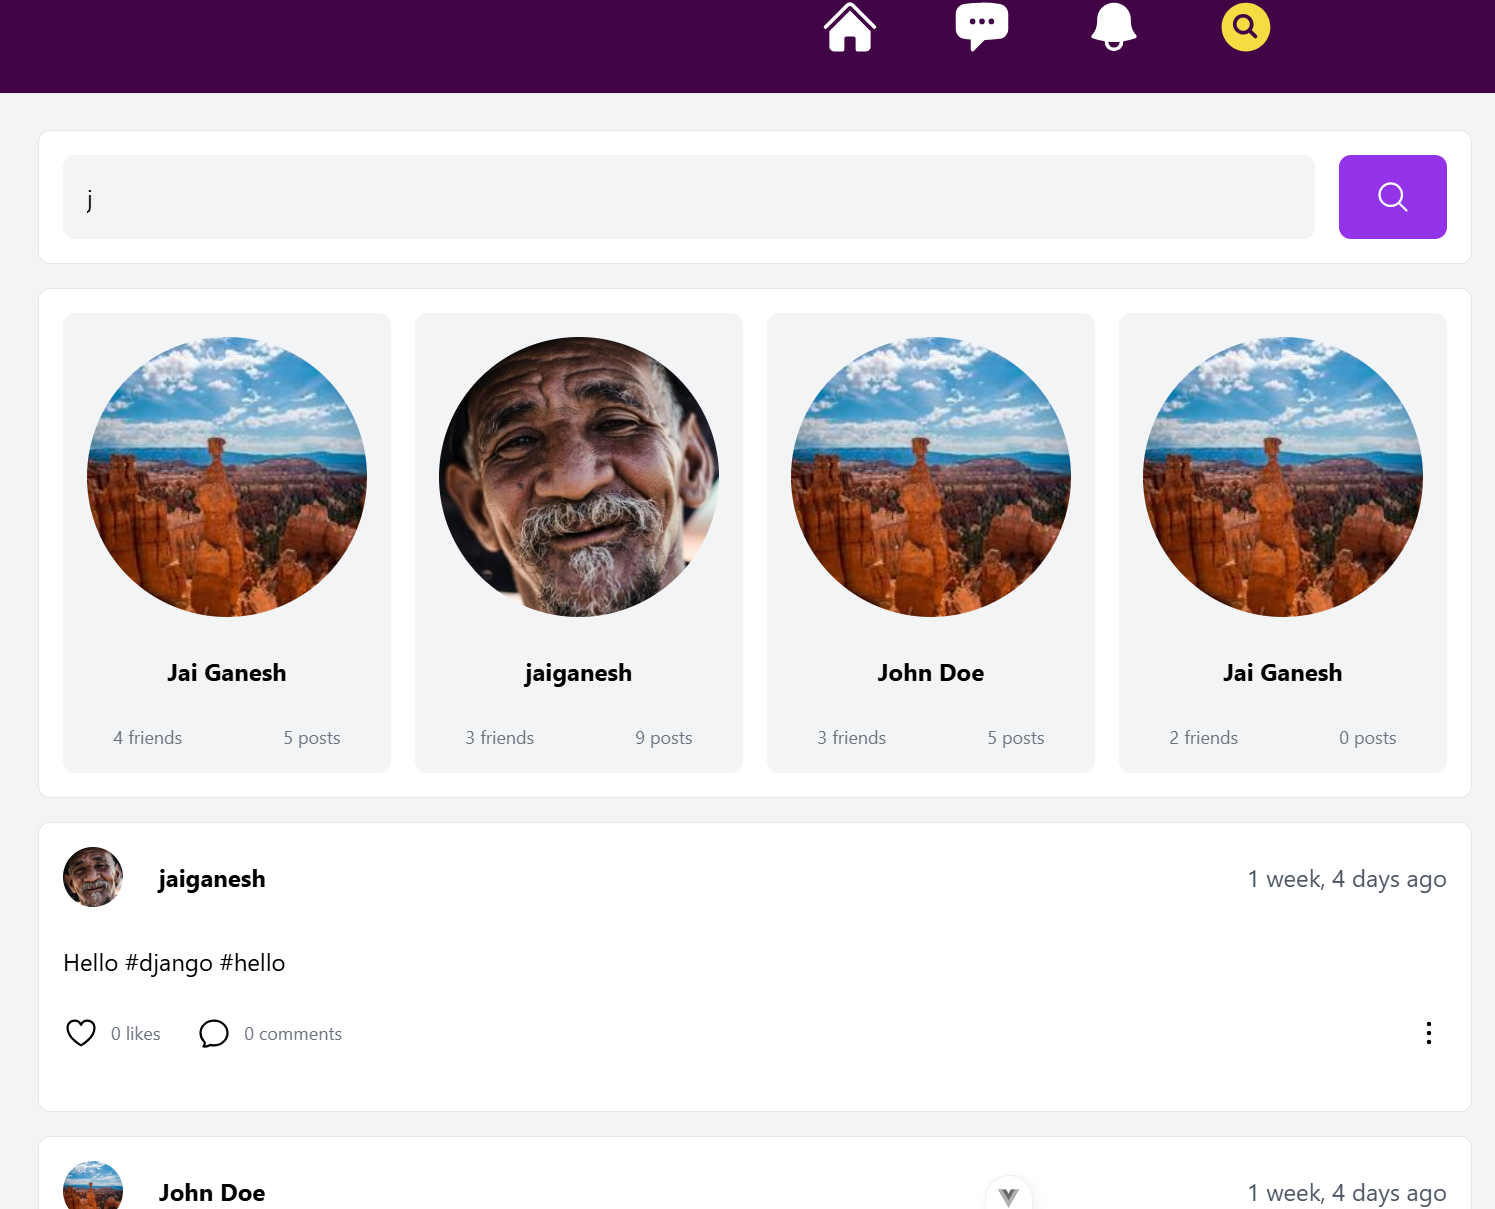 j
Jai Ganesh
4 friends 5 posts
jaiganesh
3 friends 9 posts
John Doe
3 friends 5 posts
Jai Ganesh
2 friends 0 posts
jaiganesh 1 week, 4 days ago
Hello #django #hello
0 likes 0 comments
John Doe 1 week, 4 days ago